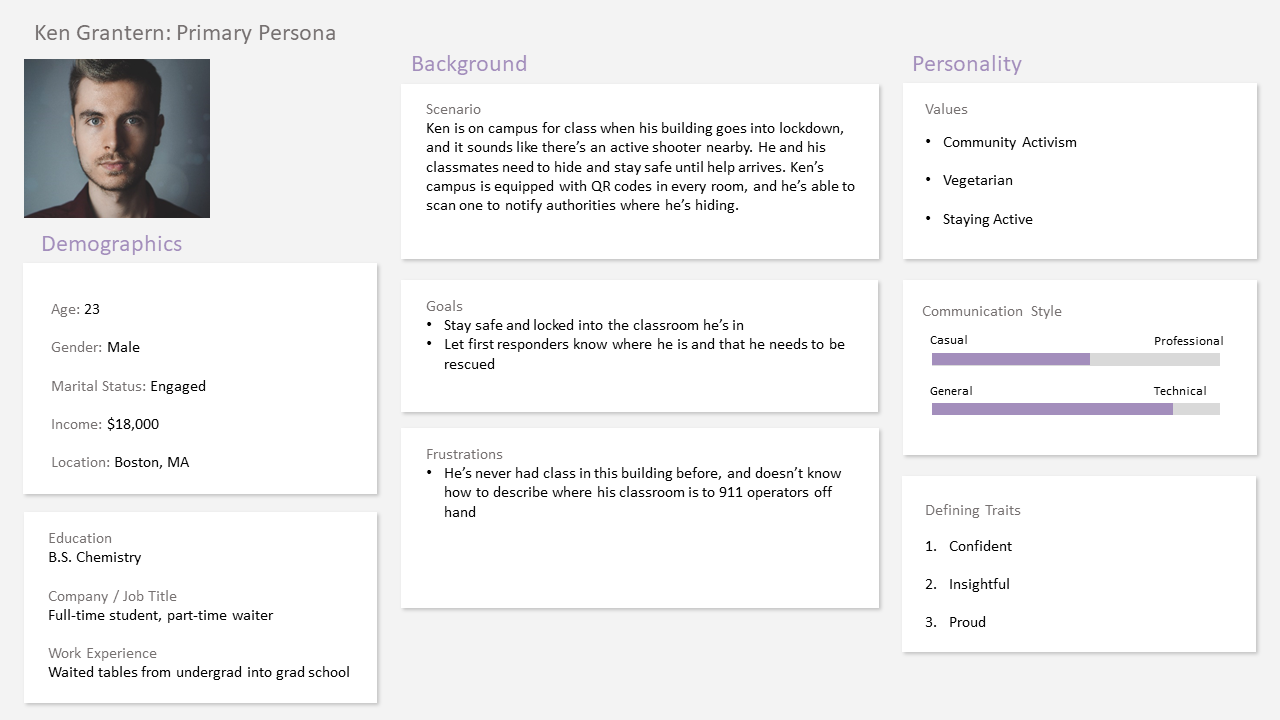 Ken Grantern: Primary Persona
Demographics
Age: 23
Gender: Male
Marital Status: Engaged
Income: $18,000
Location: Boston, MA
Education
B.S. Chemistry
Company / Job Title
Full-time student, part-time waiter
Work Experience
Waited tables from undergrad into grad school
Background
Scenario
Ken is on campus for class when his building goes into lockdown,
and it sounds like there’s an active shooter nearby. He and his
classmates need to hide and stay safe until help arrives. Ken’s
campus is equipped with QR codes in every room, and he’s able to
scan one to notify authorities where he’s hiding.
Goals
• Stay safe and locked into the classroom he’s in
• Let first responders know where he is and that he needs to be
rescued
Frustrations
• He’s never had class in this building before, and doesn’t know
how to describe where his classroom is to 911 operators off
hand
Personality
Values
• Community Activism
• Vegetarian
• Staying Active
Communication Style
Casual Professional
General Technical
Defining Traits
1. Confident
2. Insightful
3. Proud